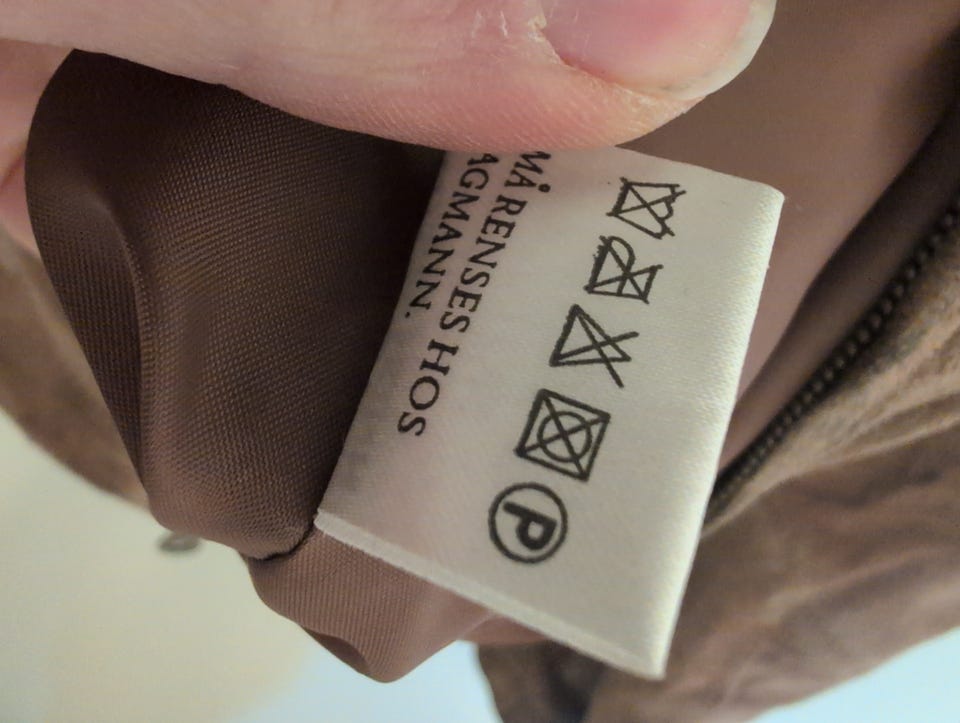 P
MÅ RENSES HOS
AGMANN.